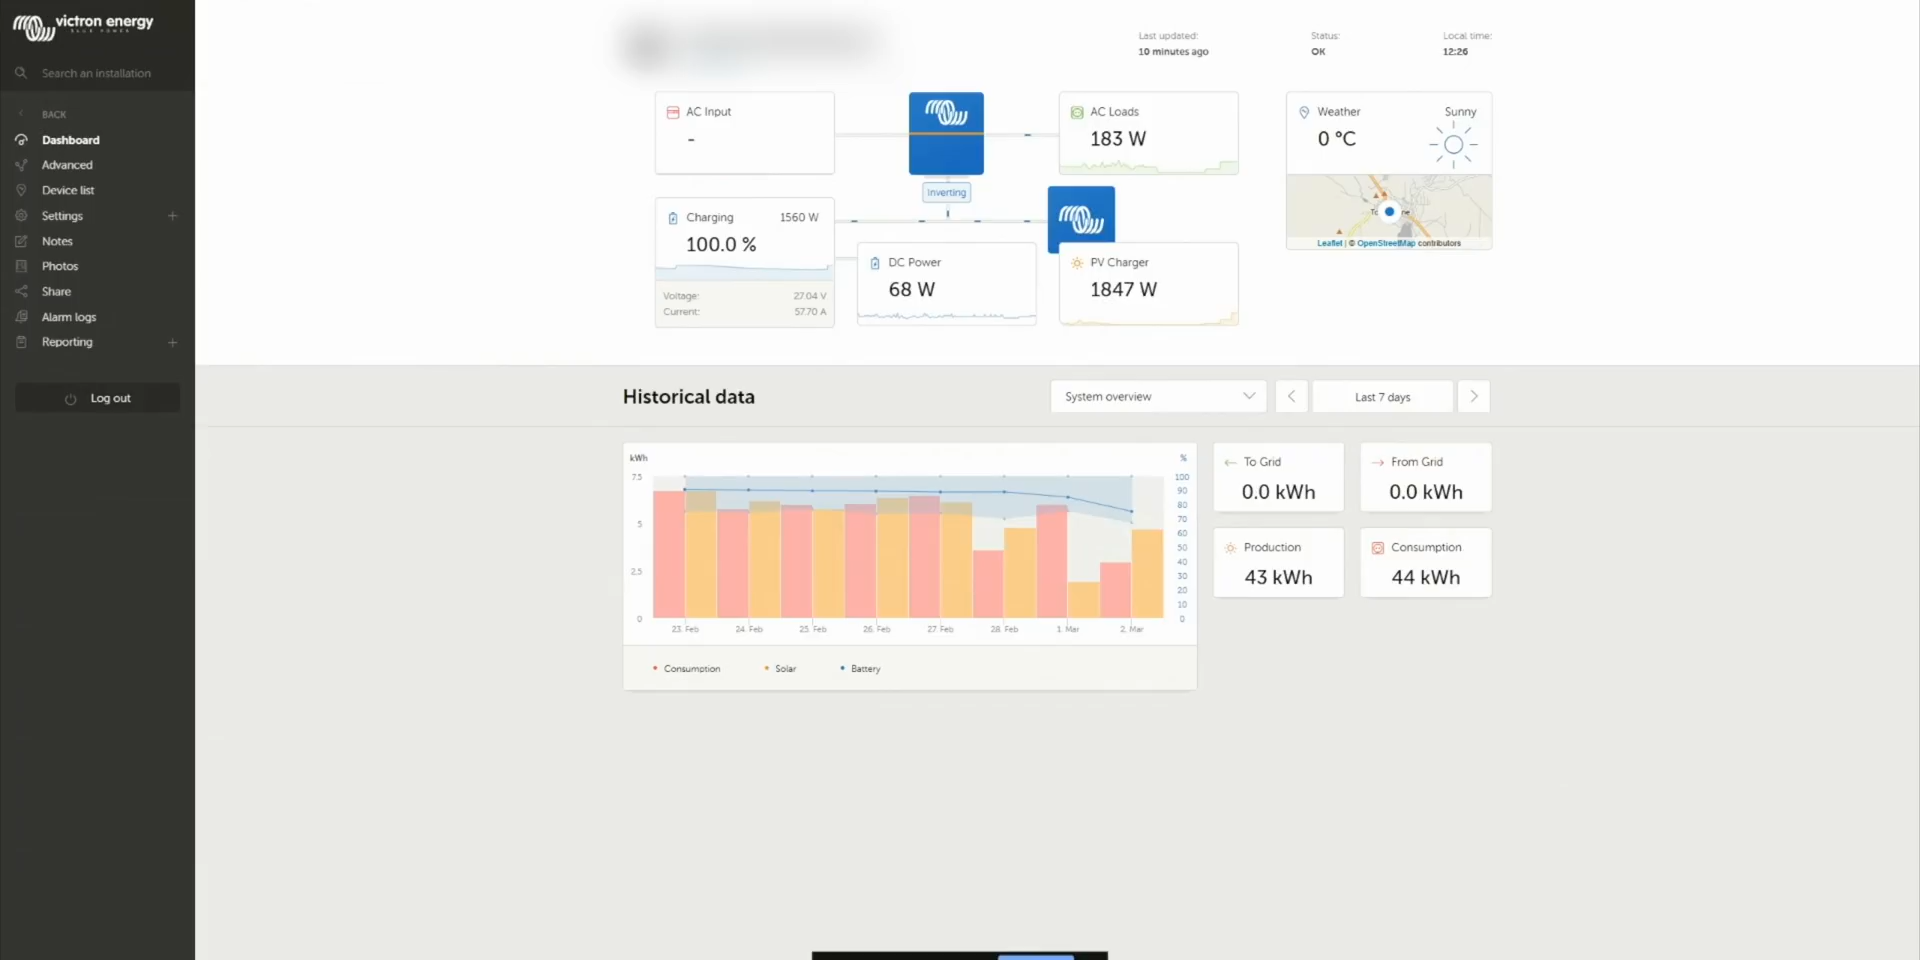 victron energy
BLUE POWER
Search an installation
BACK
Dashboard
Advanced
Device list
Settings
Notes
Photos
Share
Alarm logs
Reporting
Log out
Last updated:
10 minutes ago
Status:
OK
Local time:
12:26
AC Input
-
Inverting
AC Loads
183 W
Weather
Sunny
0 °C
Leaflet | © OpenStreetMap contributors
Charging 1560 W
100.0 %
Voltage: 27.04 V
Current: 57.70 A
DC Power
68 W
PV Charger
1847 W
Historical data
System overview
Last 7 days
kWh %
7.5
5
2.5
0
100
90
80
70
60
50
40
30
20
10
0
23. Feb 24. Feb 25. Feb 26. Feb 27. Feb 28. Feb 1. Mar 2. Mar
Consumption Solar Battery
To Grid
0.0 kWh
From Grid
0.0 kWh
Production
43 kWh
Consumption
44 kWh